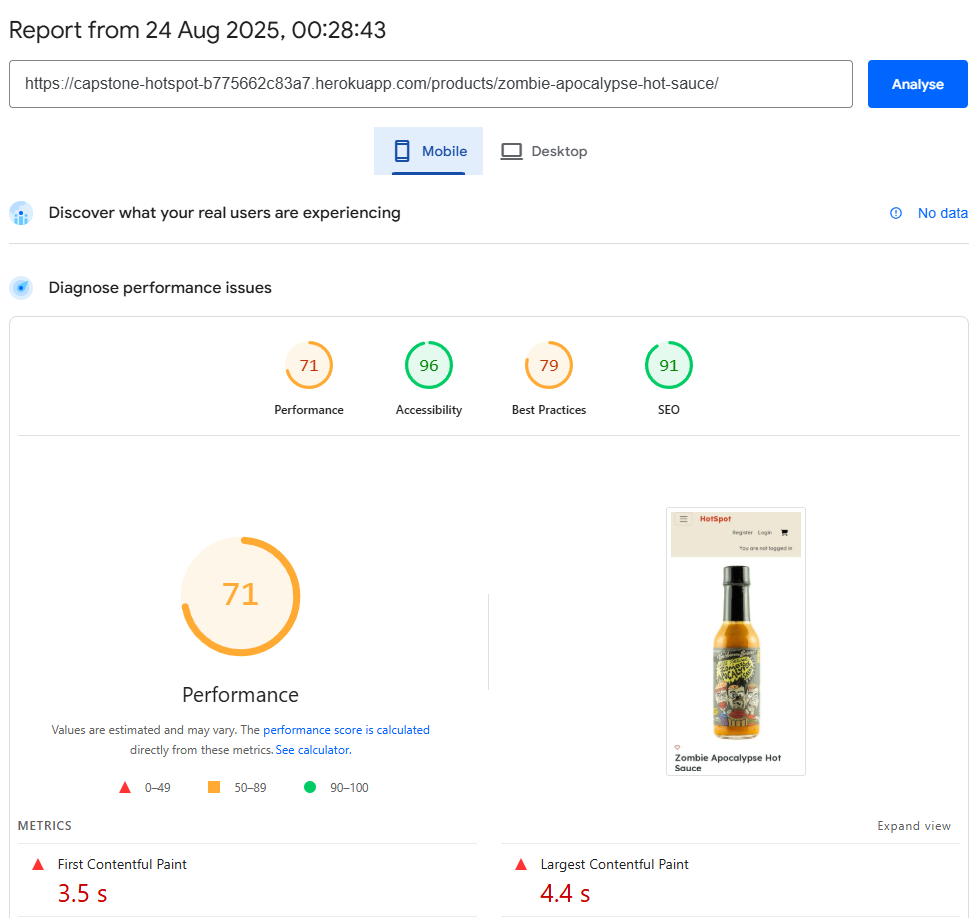 Report from 24 Aug 2025, 00:28:43
https://capstone-hotspot-b775662c83a7.herokuapp.com/products/zombie-apocalypse-hot-sauce/
Analyse
Mobile
Desktop
Discover what your real users are experiencing
No data
Diagnose performance issues
71
96
79
91
Performance
Accessibility
Best Practices
SEO
HotSpot
Register Login
You are not logged in
71
ZOMBIE
APOCALYPSE
Zombie Apocalypse Hot
Sauce
Performance
Values are estimated and may vary. The performance score is calculated
directly from these metrics. See calculator.
0–49
50–89
90–100
METRICS
Expand view
First Contentful Paint
3.5 s
Largest Contentful Paint
4.4 s